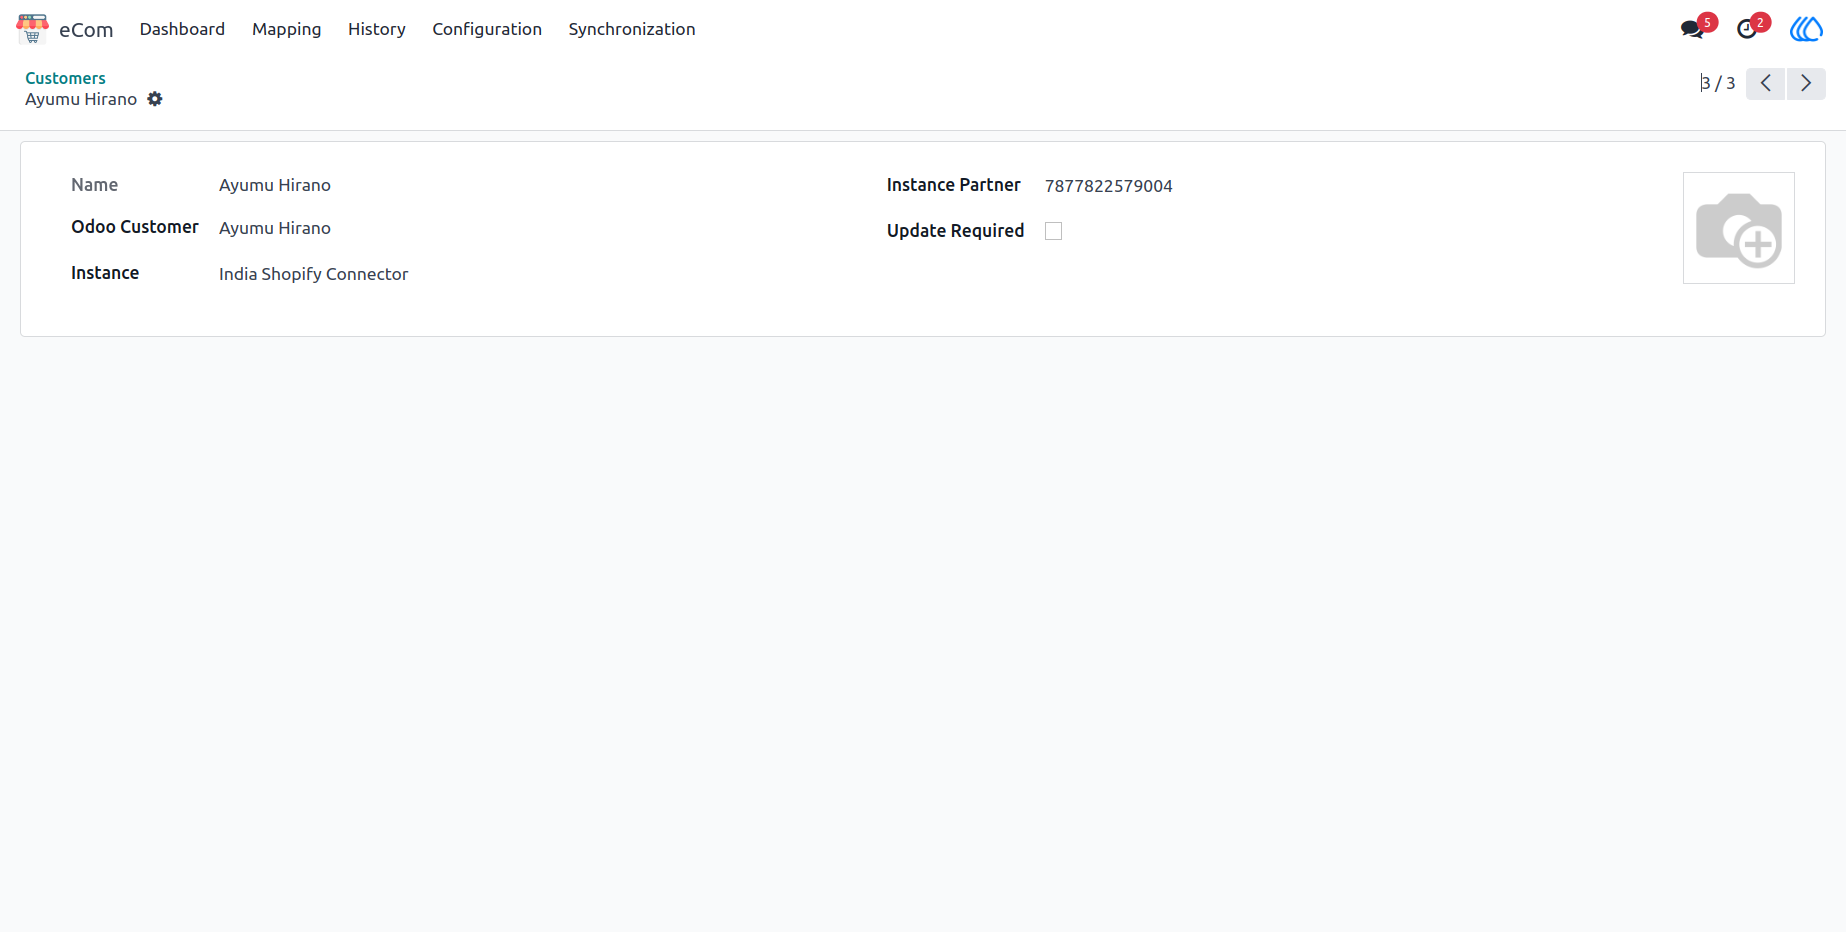 eCom Dashboard Mapping History Configuration Synchronization 5 2
Customers
Ayumu Hirano
3 / 3
Name Ayumu Hirano
Odoo Customer Ayumu Hirano
Instance India Shopify Connector
Instance Partner 7877822579004
Update Required